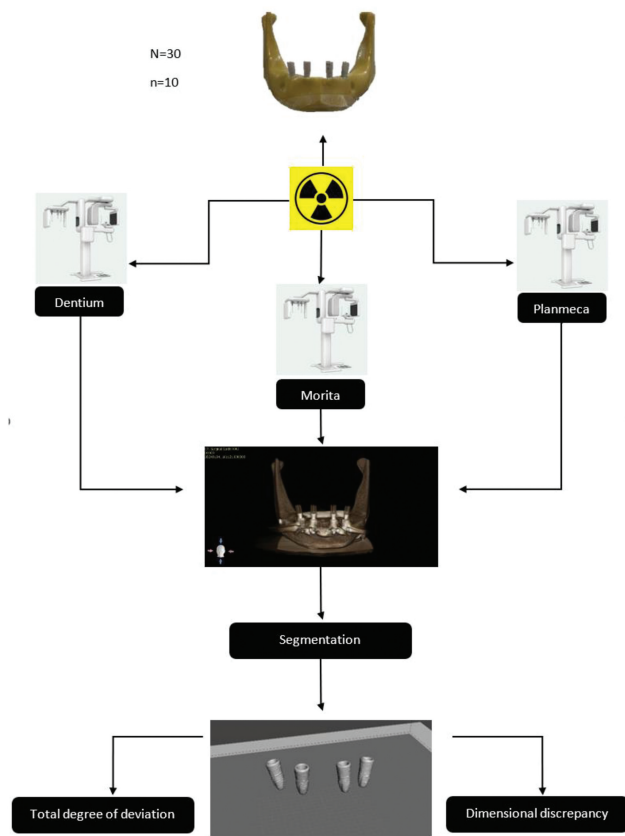 N=30
n=10
Dentium
Planmeca
Morita
Segmentation
Total degree of deviation
Dimensional discrepancy